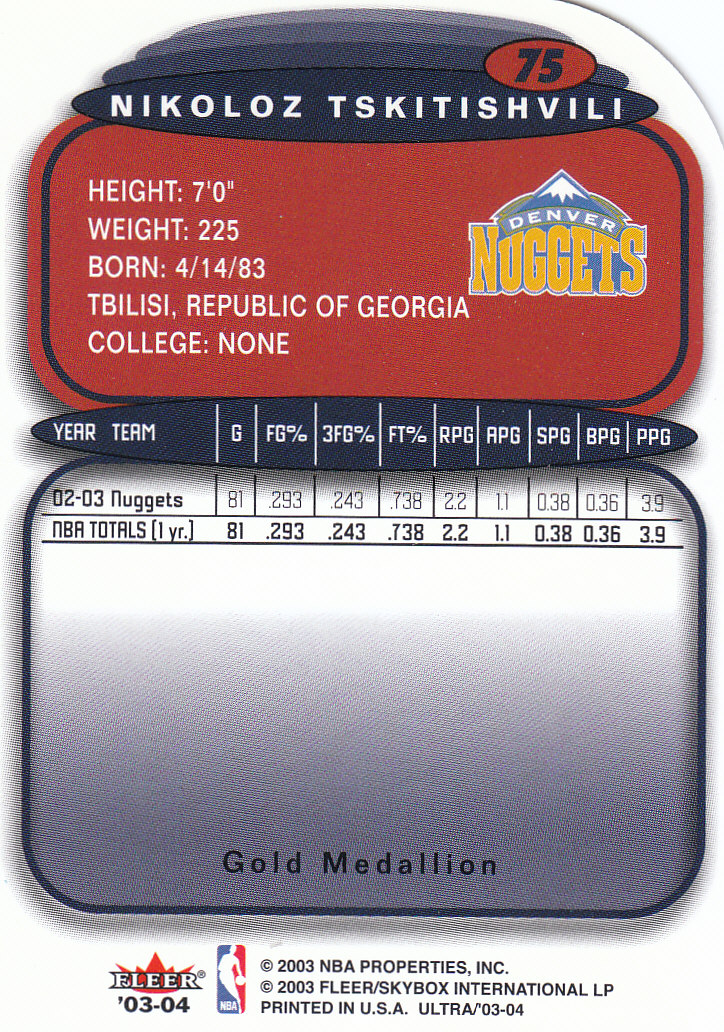 75
NIKOLOZ TSKITISHVILI
HEIGHT: 7'0"
WEIGHT: 225
BORN: 4/14/83
TBILISI, REPUBLIC OF GEORGIA
COLLEGE: NONE
DENVER
NUGGETS
YEAR TEAM G FG% 3FG% FT% RPG APG SPG BPG PPG
02-03 Nuggets 81 .293 .243 .738 2.2 1.1 0.38 0.36 3.9
NBA TOTALS (1 yr.) 81 .293 .243 .738 2.2 1.1 0.38 0.36 3.9
Gold Medallion
FLEER®
'03-04
NBA
© 2003 NBA PROPERTIES, INC.
© 2003 FLEER/SKYBOX INTERNATIONAL LP
PRINTED IN U.S.A. ULTRA/'03-04